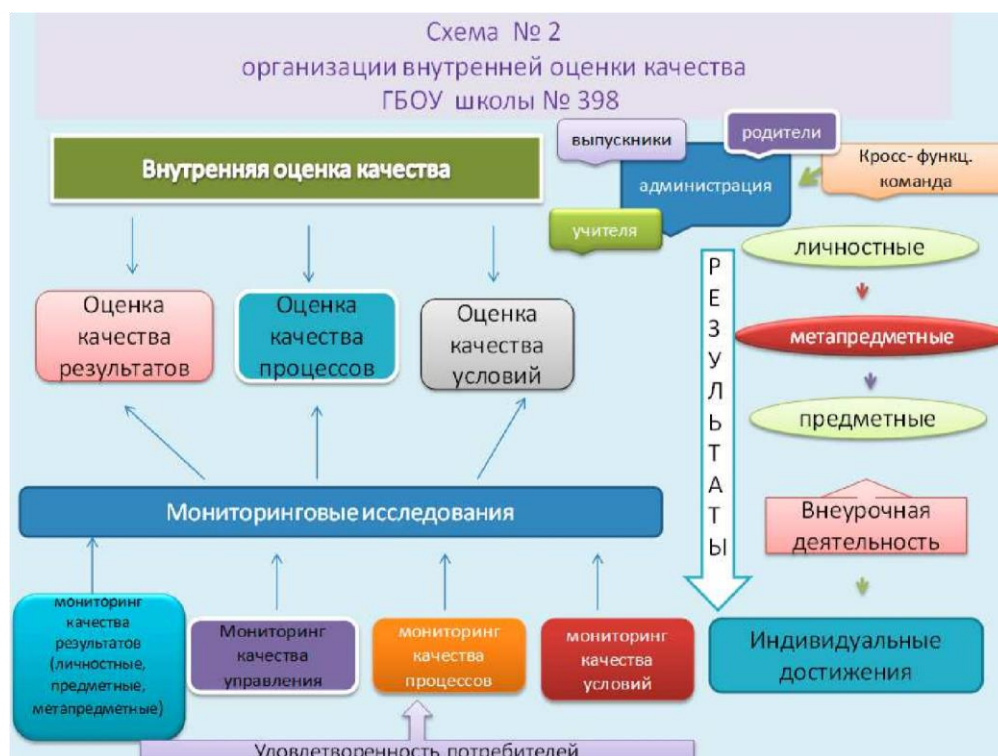 Схема № 2
организации внутренней оценки качества
ГБОУ школы № 398
выпускники
родители
администрация
Кросс- функц.
команда
учителя
Внутренняя оценка качества
Оценка
качества
результатов
Оценка
качества
процессов
Оценка
качества
условий
РЕЗУЛЬТАТЫ
личностные
метапредметные
предметные
Внеурочная
деятельность
Индивидуальные
достижения
Мониторинговые исследования
мониторинг
качества
результатов
(личностные,
предметные,
метапредметные)
Мониторинг
качества
управления
мониторинг
качества
процессов
мониторинг
качества
условий
Удовлетворенность потребителей